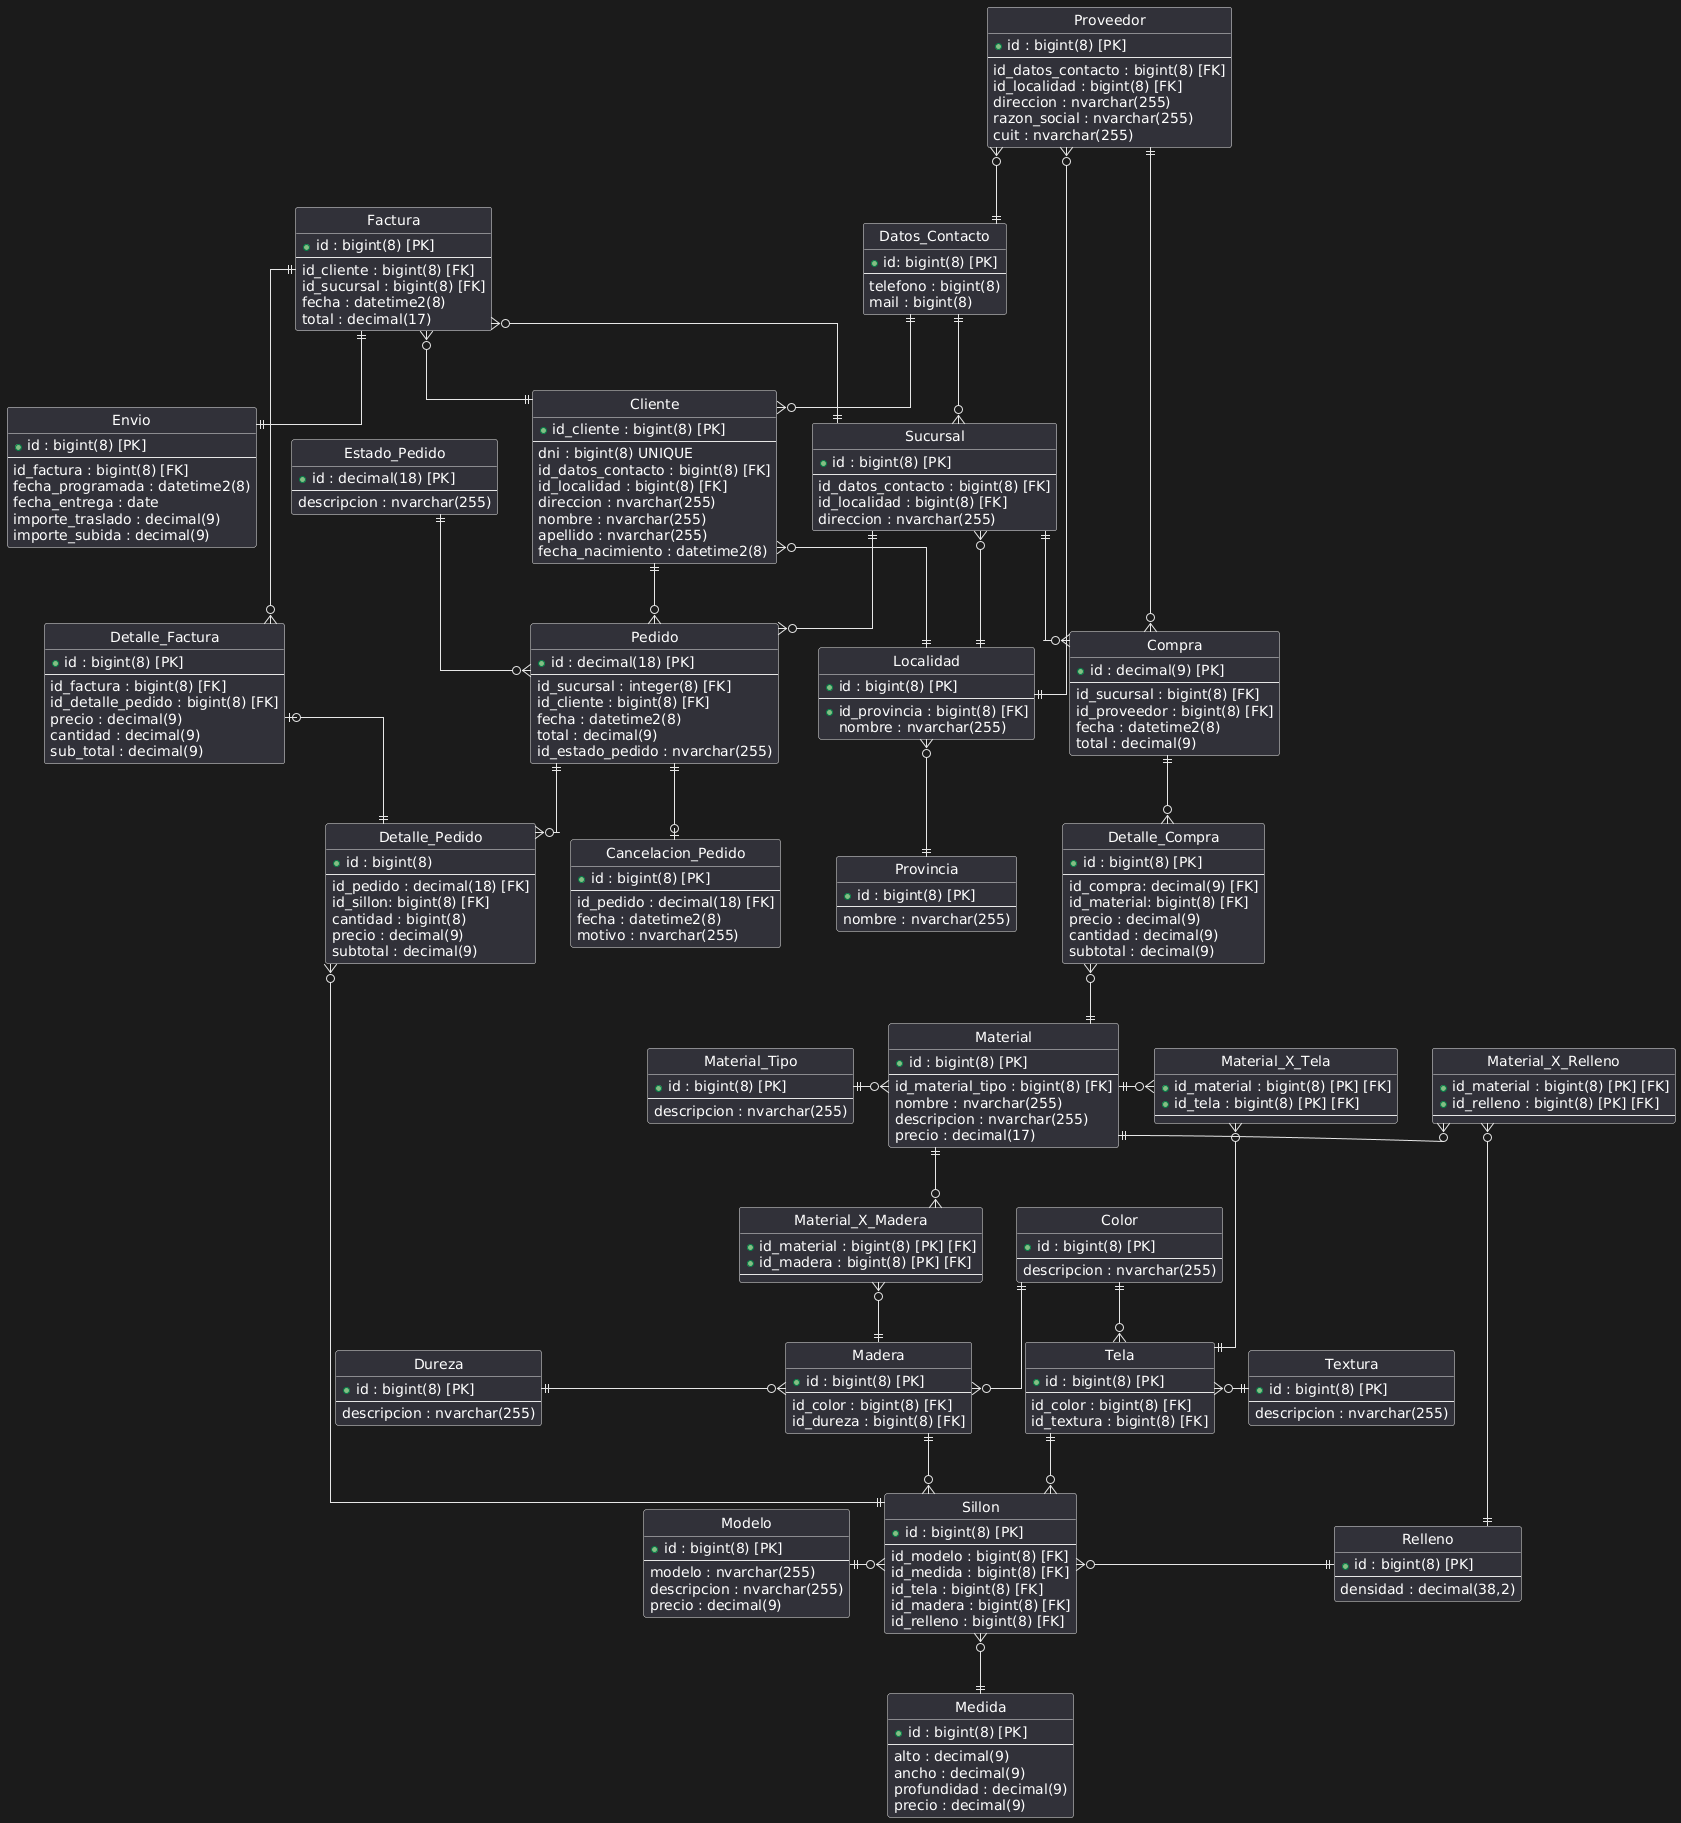 Proveedor
id : bigint(8) [PK]
id_datos_contacto : bigint(8) [FK]
id_localidad : bigint(8) [FK]
direccion : nvarchar(255)
razon_social : nvarchar(255)
cuit : nvarchar(255)
Factura
id : bigint(8) [PK]
id_cliente : bigint(8) [FK]
id_sucursal : bigint(8) [FK]
fecha : datetime2(8)
total : decimal(17)
Datos_Contacto
id: bigint(8) [PK]
telefono : bigint(8)
mail : bigint(8)
Envio
id : bigint(8) [PK]
id_factura : bigint(8) [FK]
fecha_programada : datetime2(8)
fecha_entrega : date
importe_traslado : decimal(9)
importe_subida : decimal(9)
Estado_Pedido
id : decimal(18) [PK]
descripcion : nvarchar(255)
Cliente
id_cliente : bigint(8) [PK]
dni : bigint(8) UNIQUE
id_datos_contacto : bigint(8) [FK]
id_localidad : bigint(8) [FK]
direccion : nvarchar(255)
nombre : nvarchar(255)
apellido : nvarchar(255)
fecha_nacimiento : datetime2(8)
Sucursal
id : bigint(8) [PK]
id_datos_contacto : bigint(8) [FK]
id_localidad : bigint(8) [FK]
direccion : nvarchar(255)
Detalle_Factura
id : bigint(8) [PK]
id_factura : bigint(8) [FK]
id_detalle_pedido : bigint(8) [FK]
precio : decimal(9)
cantidad : decimal(9)
sub_total : decimal(9)
Pedido
id : decimal(18) [PK]
id_sucursal : integer(8) [FK]
id_cliente : bigint(8) [FK]
fecha : datetime2(8)
total : decimal(9)
id_estado_pedido : nvarchar(255)
Localidad
id : bigint(8) [PK]
id_provincia : bigint(8) [FK]
nombre : nvarchar(255)
Compra
id : decimal(9) [PK]
id_sucursal : bigint(8) [FK]
id_proveedor : bigint(8) [FK]
fecha : datetime2(8)
total : decimal(9)
Detalle_Pedido
id : bigint(8)
id_pedido : decimal(18) [FK]
id_sillon: bigint(8) [FK]
cantidad : bigint(8)
precio : decimal(9)
subtotal : decimal(9)
Cancelacion_Pedido
id : bigint(8) [PK]
id_pedido : decimal(18) [FK]
fecha : datetime2(8)
motivo : nvarchar(255)
Provincia
id : bigint(8) [PK]
nombre : nvarchar(255)
Detalle_Compra
id : bigint(8) [PK]
id_compra: decimal(9) [FK]
id_material: bigint(8) [FK]
precio : decimal(9)
cantidad : decimal(9)
subtotal : decimal(9)
Material_Tipo
id : bigint(8) [PK]
descripcion : nvarchar(255)
Material
id : bigint(8) [PK]
id_material_tipo : bigint(8) [FK]
nombre : nvarchar(255)
descripcion : nvarchar(255)
precio : decimal(17)
Material_X_Tela
id_material : bigint(8) [PK] [FK]
id_tela : bigint(8) [PK] [FK]
Material_X_Relleno
id_material : bigint(8) [PK] [FK]
id_relleno : bigint(8) [PK] [FK]
Material_X_Madera
id_material : bigint(8) [PK] [FK]
id_madera : bigint(8) [PK] [FK]
Color
id : bigint(8) [PK]
descripcion : nvarchar(255)
Dureza
id : bigint(8) [PK]
descripcion : nvarchar(255)
Madera
id : bigint(8) [PK]
id_color : bigint(8) [FK]
id_dureza : bigint(8) [FK]
Tela
id : bigint(8) [PK]
id_color : bigint(8) [FK]
id_textura : bigint(8) [FK]
Textura
id : bigint(8) [PK]
descripcion : nvarchar(255)
Modelo
id : bigint(8) [PK]
modelo : nvarchar(255)
descripcion : nvarchar(255)
precio : decimal(9)
Sillon
id : bigint(8) [PK]
id_modelo : bigint(8) [FK]
id_medida : bigint(8) [FK]
id_tela : bigint(8) [FK]
id_madera : bigint(8) [FK]
id_relleno : bigint(8) [FK]
Relleno
id : bigint(8) [PK]
densidad : decimal(38,2)
Medida
id : bigint(8) [PK]
alto : decimal(9)
ancho : decimal(9)
profundidad : decimal(9)
precio : decimal(9)